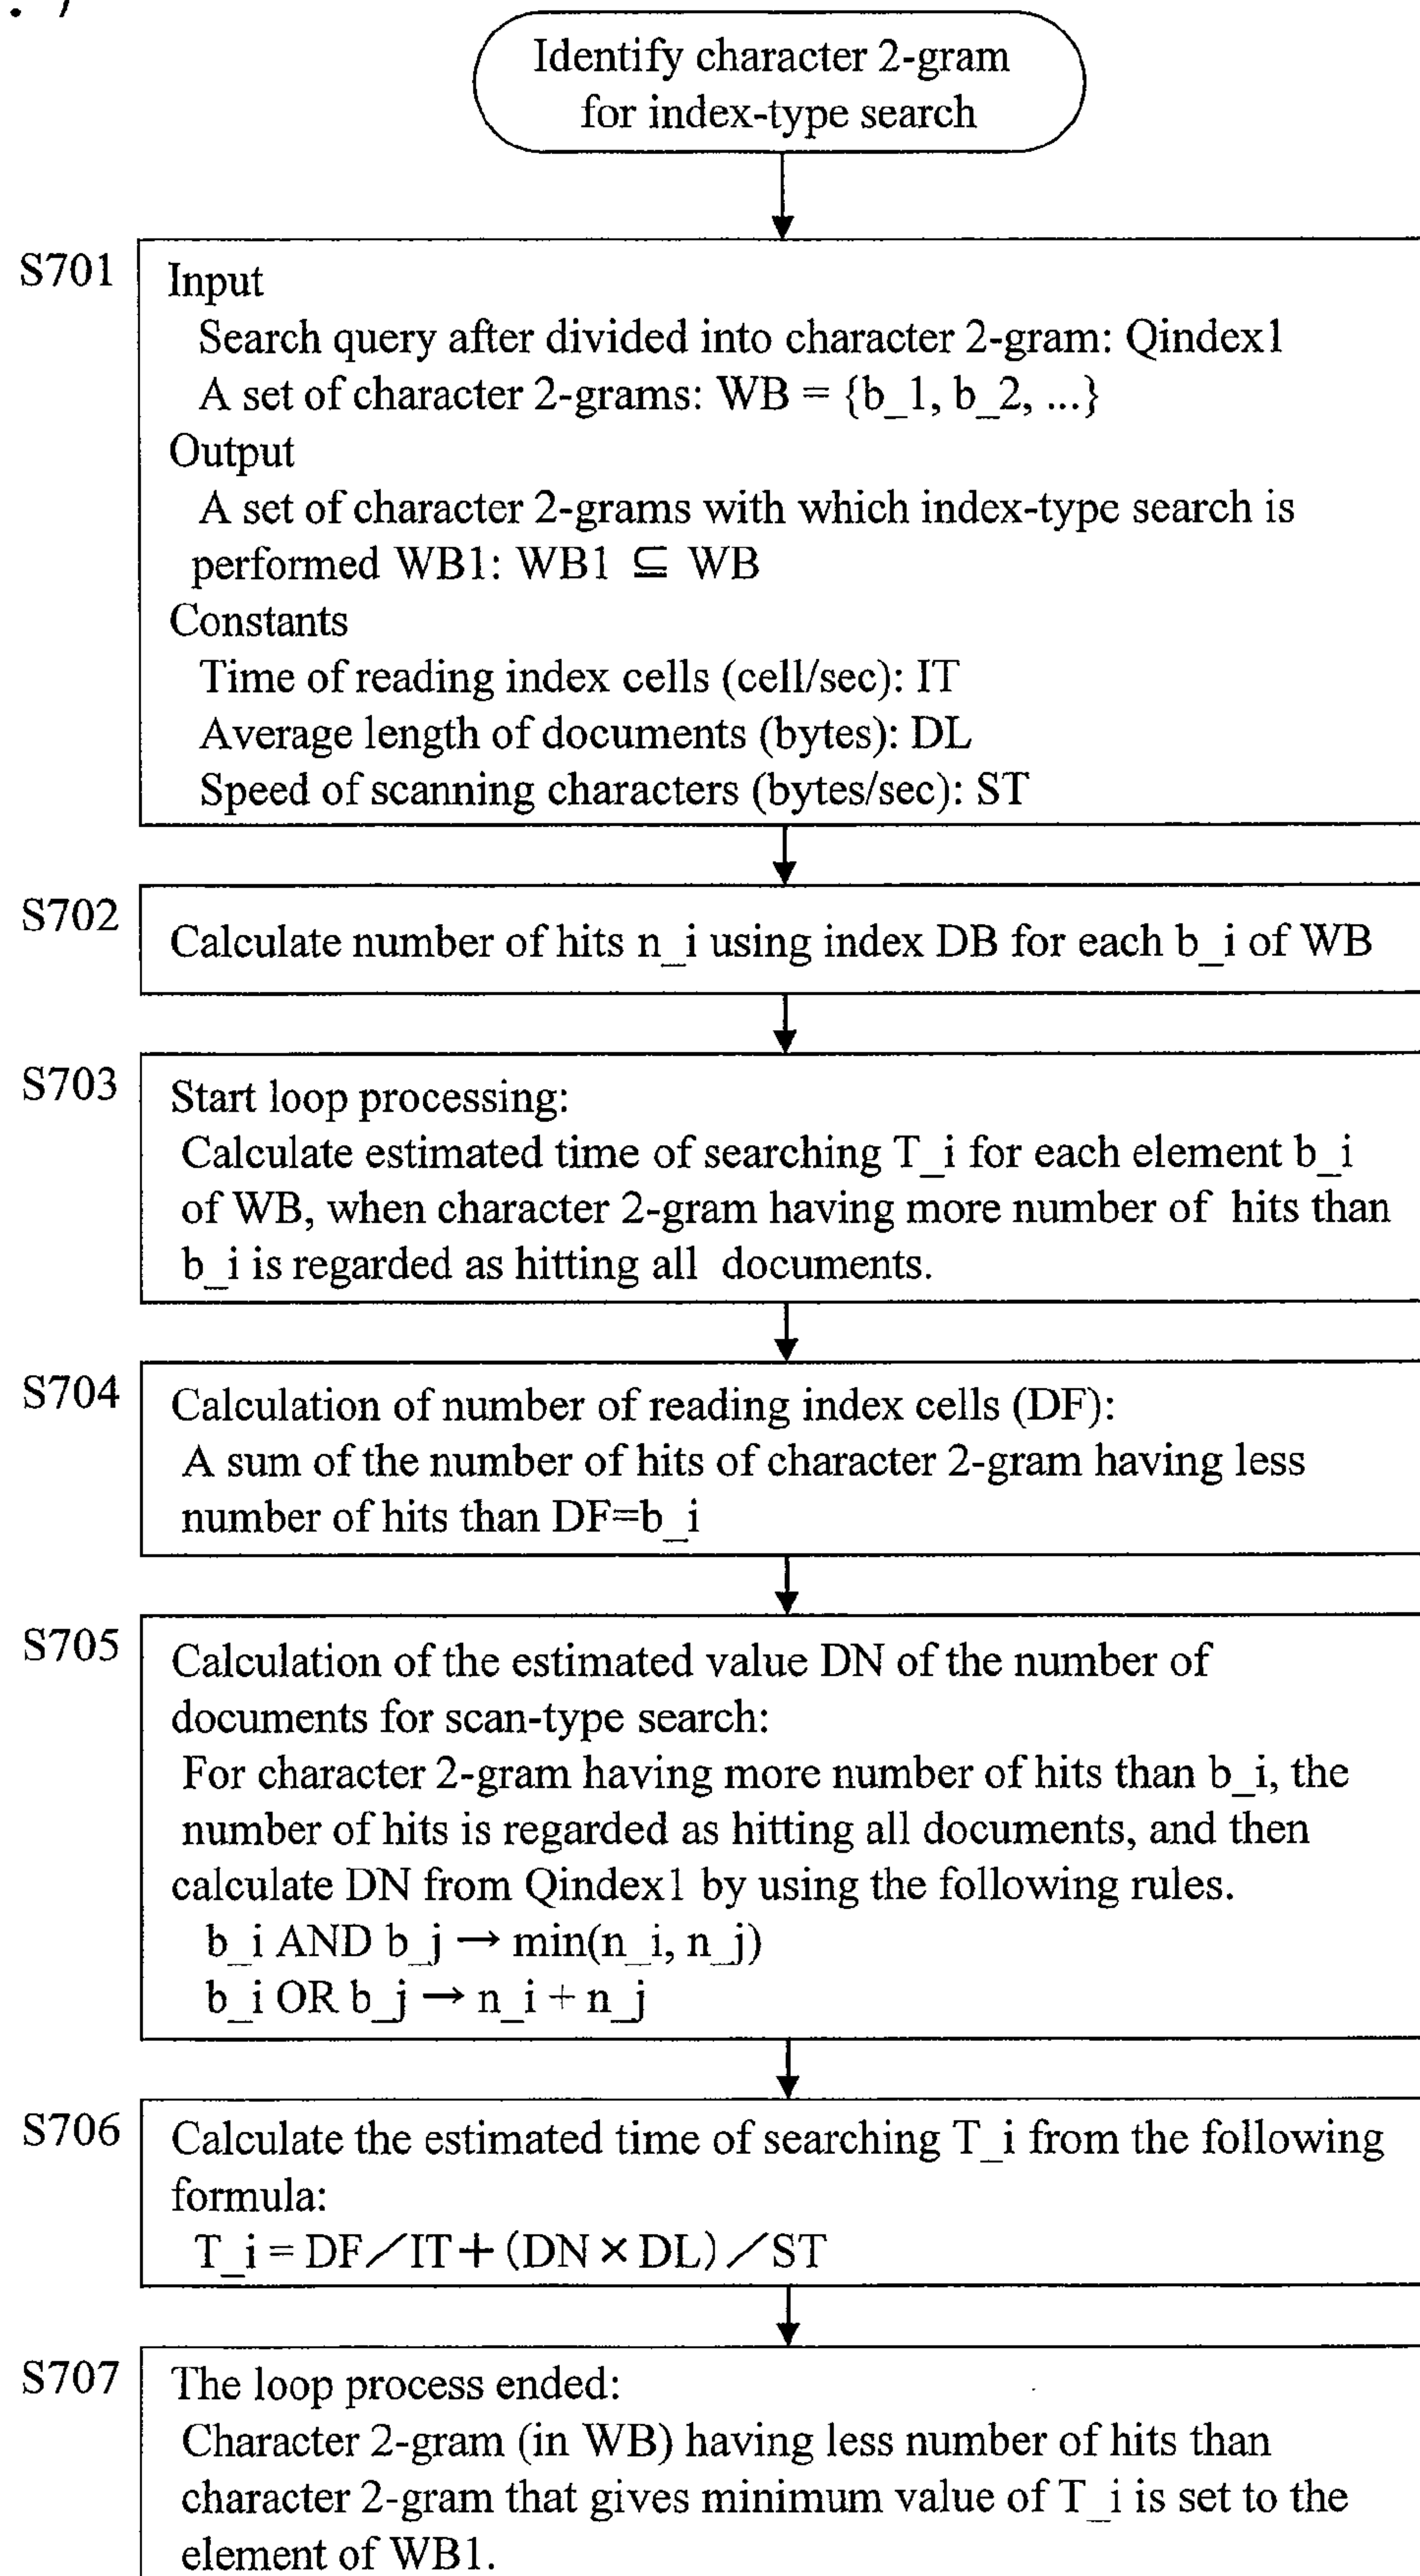 . 7
Identify character 2-gram
for index-type search
S701
Input
Search query after divided into character 2-gram: Qindex1
A set of character 2-grams: WB = {b_1, b_2, ...}
Output
A set of character 2-grams with which index-type search is
performed WB1: WB1 ⊆ WB
Constants
Time of reading index cells (cell/sec): IT
Average length of documents (bytes): DL
Speed of scanning characters (bytes/sec): ST
S702
Calculate number of hits n_i using index DB for each b_i of WB
S703
Start loop processing:
Calculate estimated time of searching T_i for each element b_i
of WB, when character 2-gram having more number of hits than
b_i is regarded as hitting all documents.
S704
Calculation of number of reading index cells (DF):
A sum of the number of hits of character 2-gram having less
number of hits than DF=b_i
S705
Calculation of the estimated value DN of the number of
documents for scan-type search:
For character 2-gram having more number of hits than b_i, the
number of hits is regarded as hitting all documents, and then
calculate DN from Qindex1 by using the following rules.
b_i AND b_j → min(n_i, n_j)
b_i OR b_j → n_i + n_j
S706
Calculate the estimated time of searching T_i from the following
formula:
T_i = DF／IT＋(DN × DL)／ST
S707
The loop process ended:
Character 2-gram (in WB) having less number of hits than
character 2-gram that gives minimum value of T_i is set to the
element of WB1.